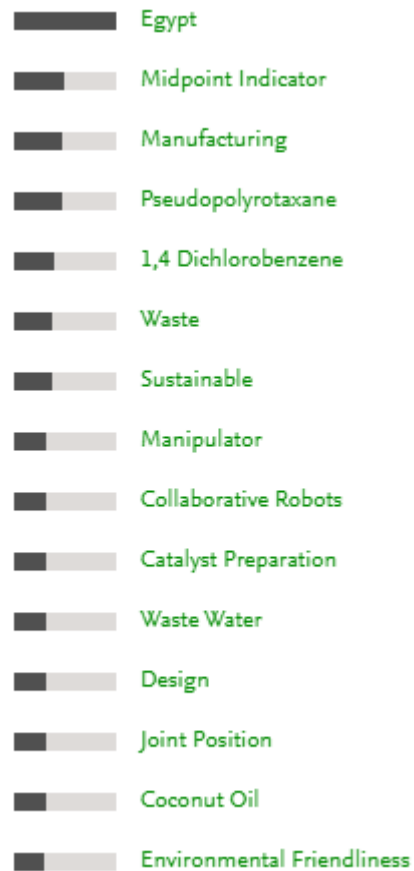 Egypt
Midpoint Indicator
Manufacturing
Pseudopolyrotaxane
1,4 Dichlorobenzene
Waste
Sustainable
Manipulator
Collaborative Robots
Catalyst Preparation
Waste Water
Design
Joint Position
Coconut Oil
Environmental Friendliness